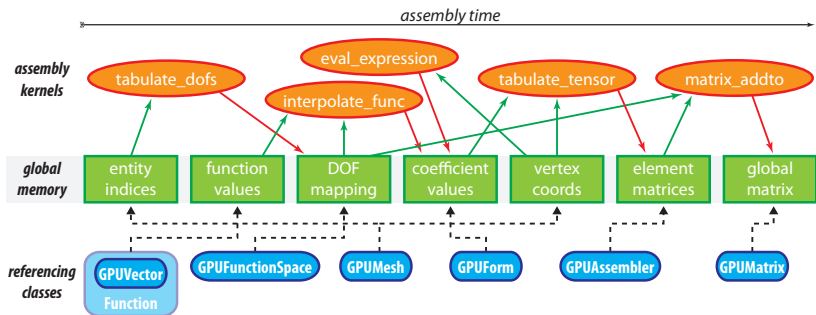 assembly time
assembly
kernels
tabulate_dofs
eval_expression
interpolate_func
tabulate_tensor
matrix_addto
global
memory
entity
indices
function
values
DOF
mapping
coefficient
values
vertex
coords
element
matrices
global
matrix
referencing
classes
GPUVector
Function
GPUFunctionSpace
GPUMesh
GPUForm
GPUAssembler
GPUMatrix